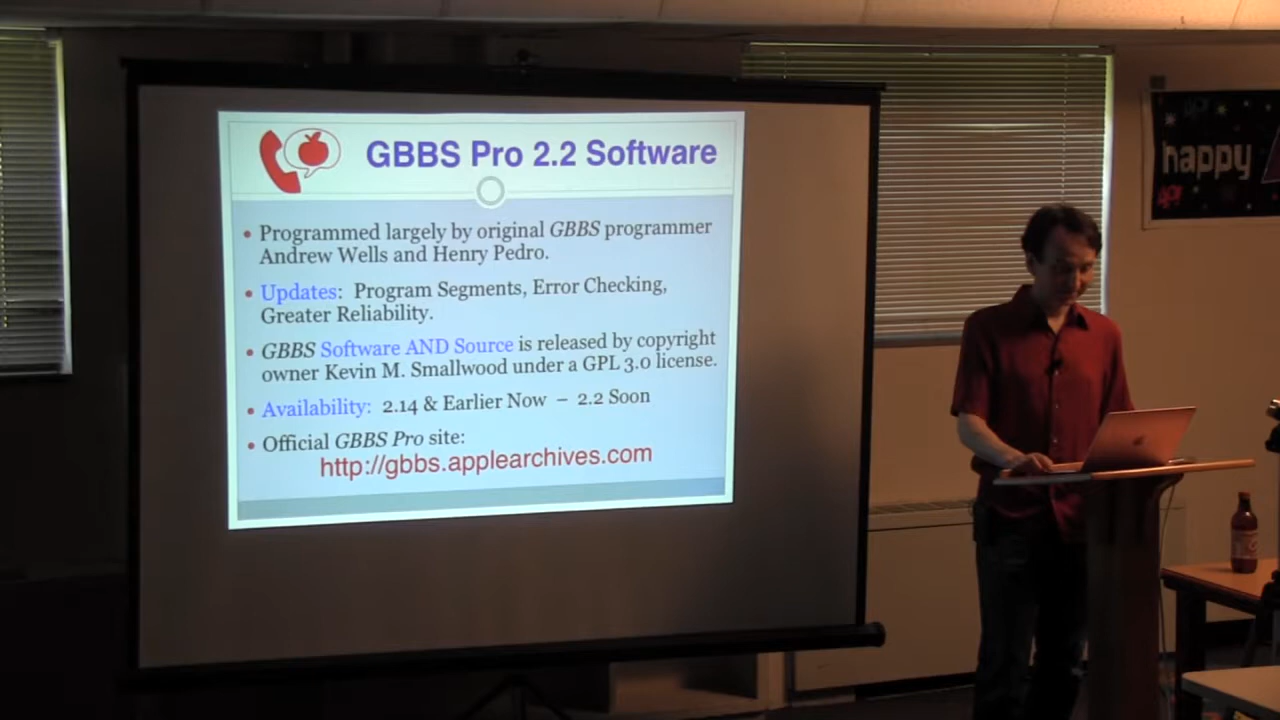 GBBS Pro 2.2 Software
• Programmed largely by original GBBS programmer
Andrew Wells and Henry Pedro.
• Updates: Program Segments, Error Checking,
Greater Reliability.
• GBBS Software AND Source is released by copyright
owner Kevin M. Smallwood under a GPL 3.0 license.
• Availability: 2.14 & Earlier Now – 2.2 Soon
• Official GBBS Pro site:
http://gbbs.applearchives.com
happy